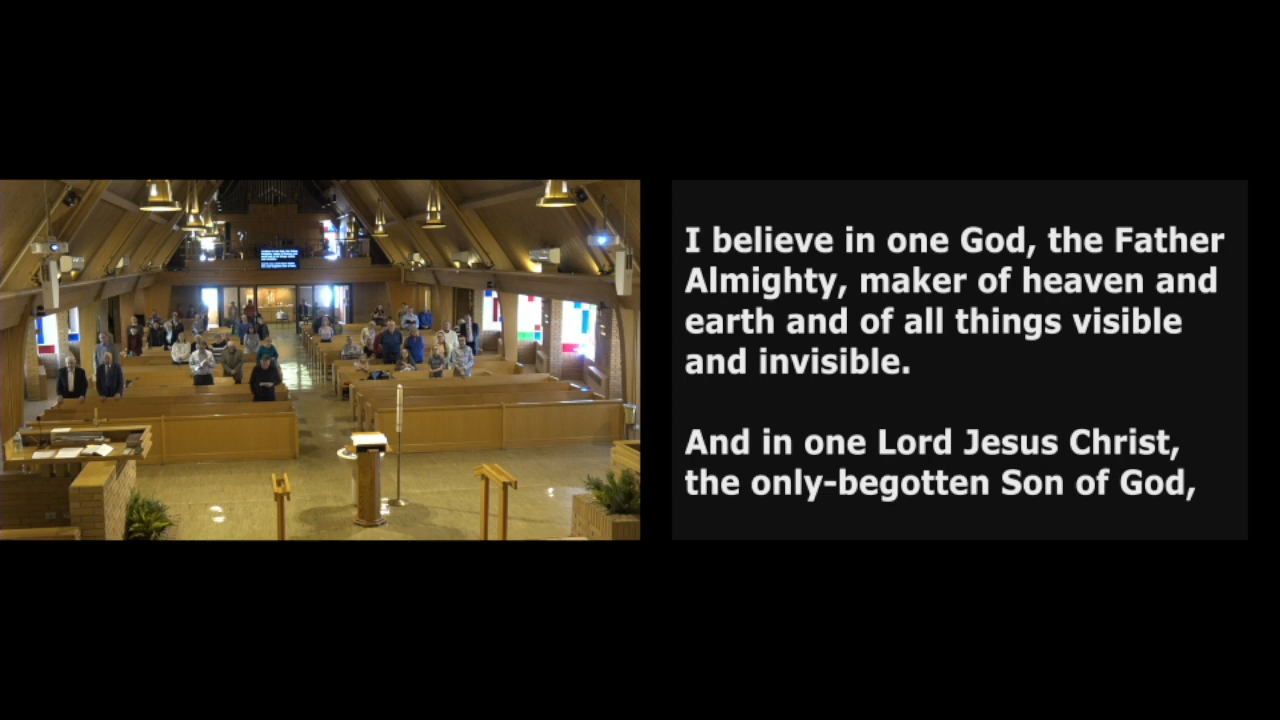 I believe in one God, the Father
Almighty, maker of heaven and
earth and of all things visible
and invisible.
And in one Lord Jesus Christ,
the only-begotten Son of God,